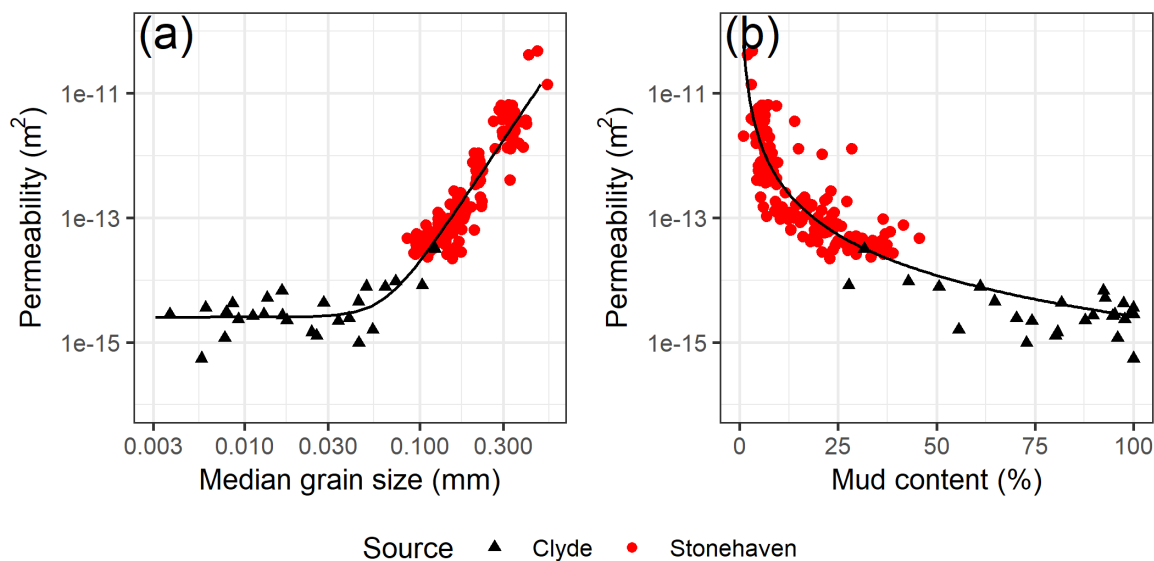 (a)
Permeability (m²)
1e-11
1e-13
1e-15
0.003 0.010 0.030 0.100 0.300
Median grain size (mm)
(b)
Permeability (m²)
1e-11
1e-13
1e-15
0 25 50 75 100
Mud content (%)
Source Clyde Stonehaven